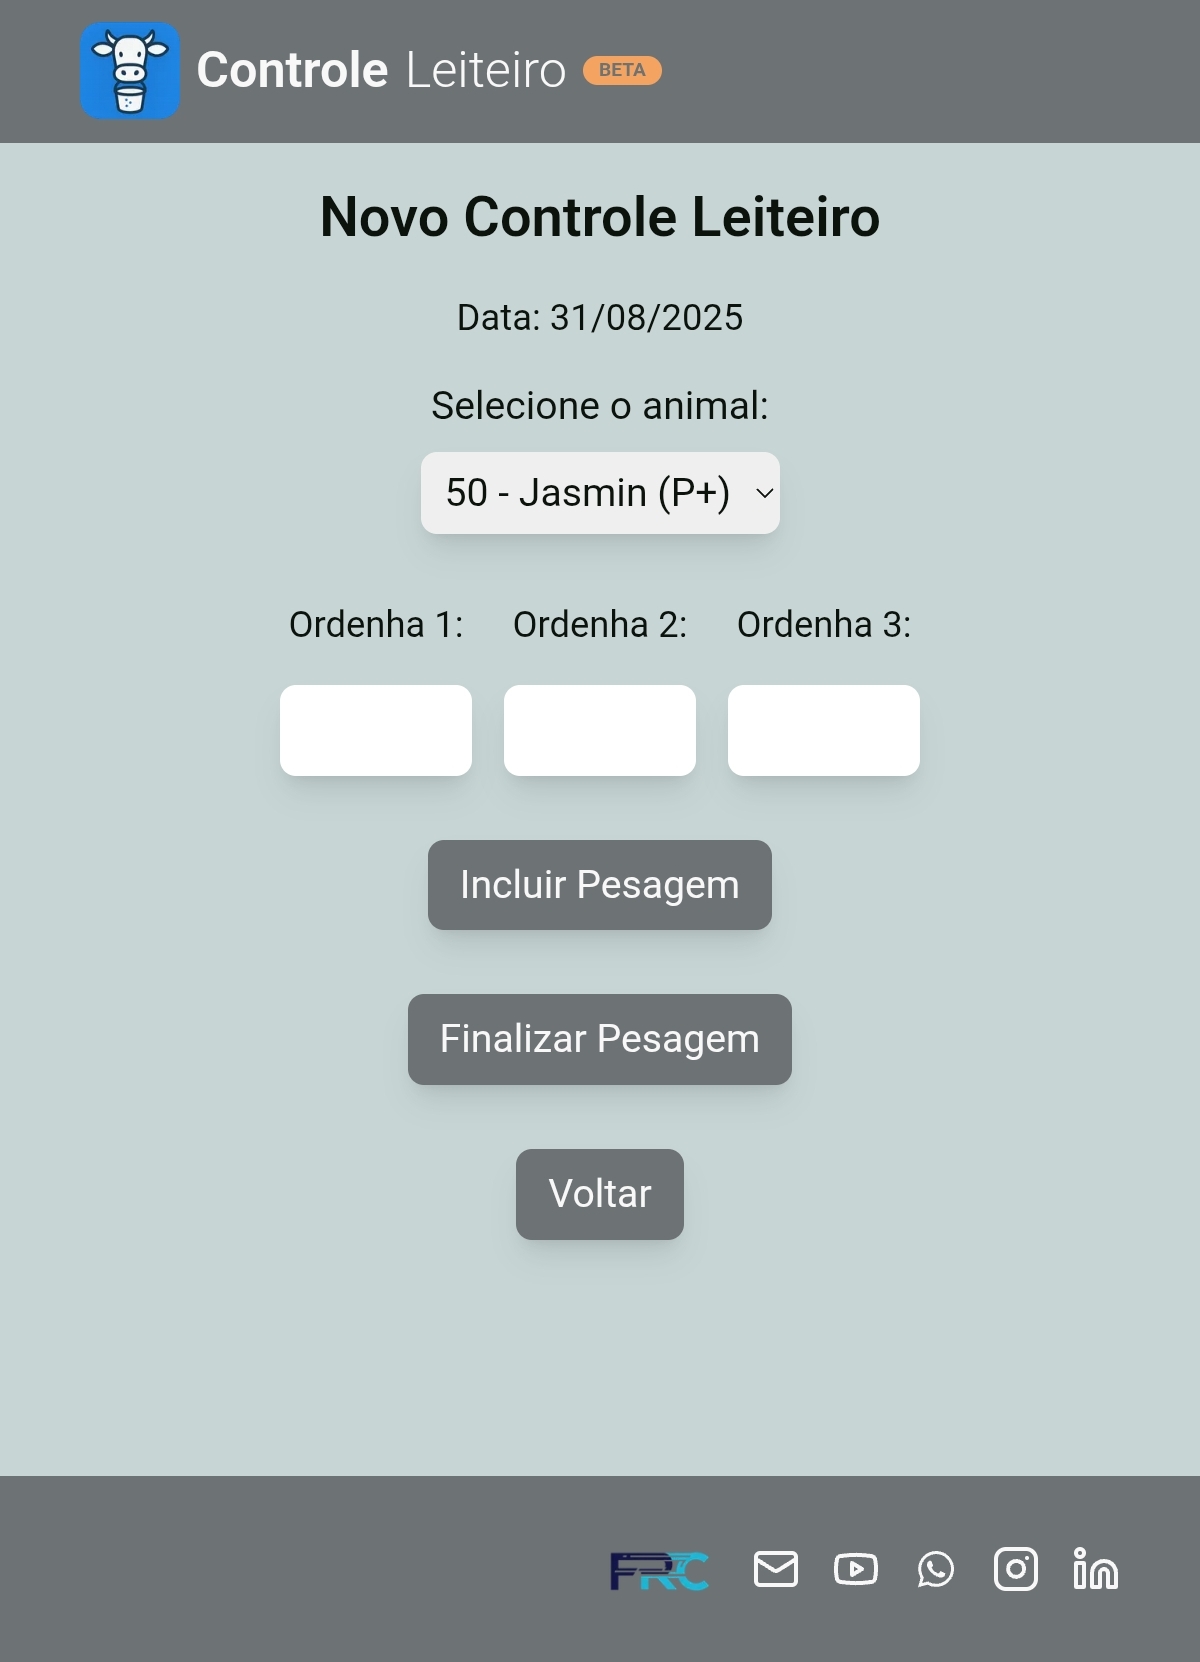 Controle Leiteiro BETA
Novo Controle Leiteiro
Data: 31/08/2025
Selecione o animal:
50 - Jasmin (P+)
Ordenha 1: Ordenha 2: Ordenha 3:
Incluir Pesagem
Finalizar Pesagem
Voltar
FRC